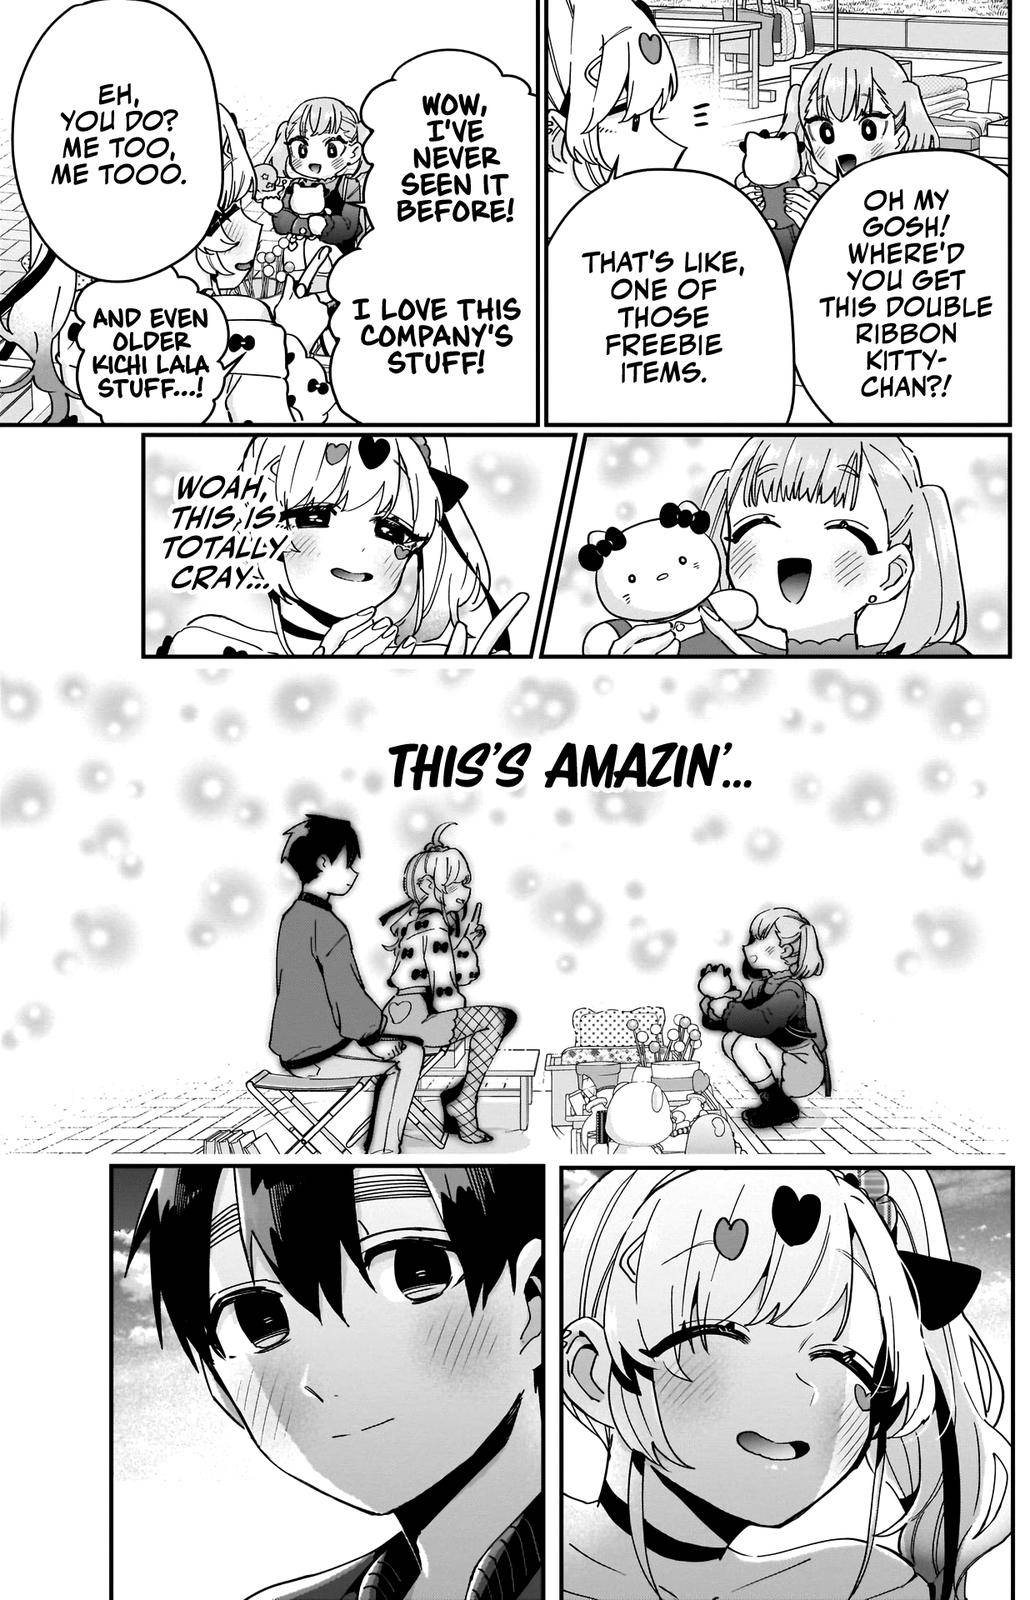 OH MY
GOSH!
WHERE'D
YOU GET
THIS DOUBLE
RIBBON
KITTY-
CHAN?!
THAT'S LIKE,
ONE OF
THOSE
FREEBIE
ITEMS.
WOW,
I'VE
NEVER
SEEN IT
BEFORE!
I LOVE THIS
COMPANY'S
STUFF!
EH,
YOU DO?
ME TOO,
ME TOOO.
AND EVEN
OLDER
KICHI LALA
STUFF...!
WOAH,
THIS IS
TOTALLY
CRAY...
THIS'S AMAZIN'...